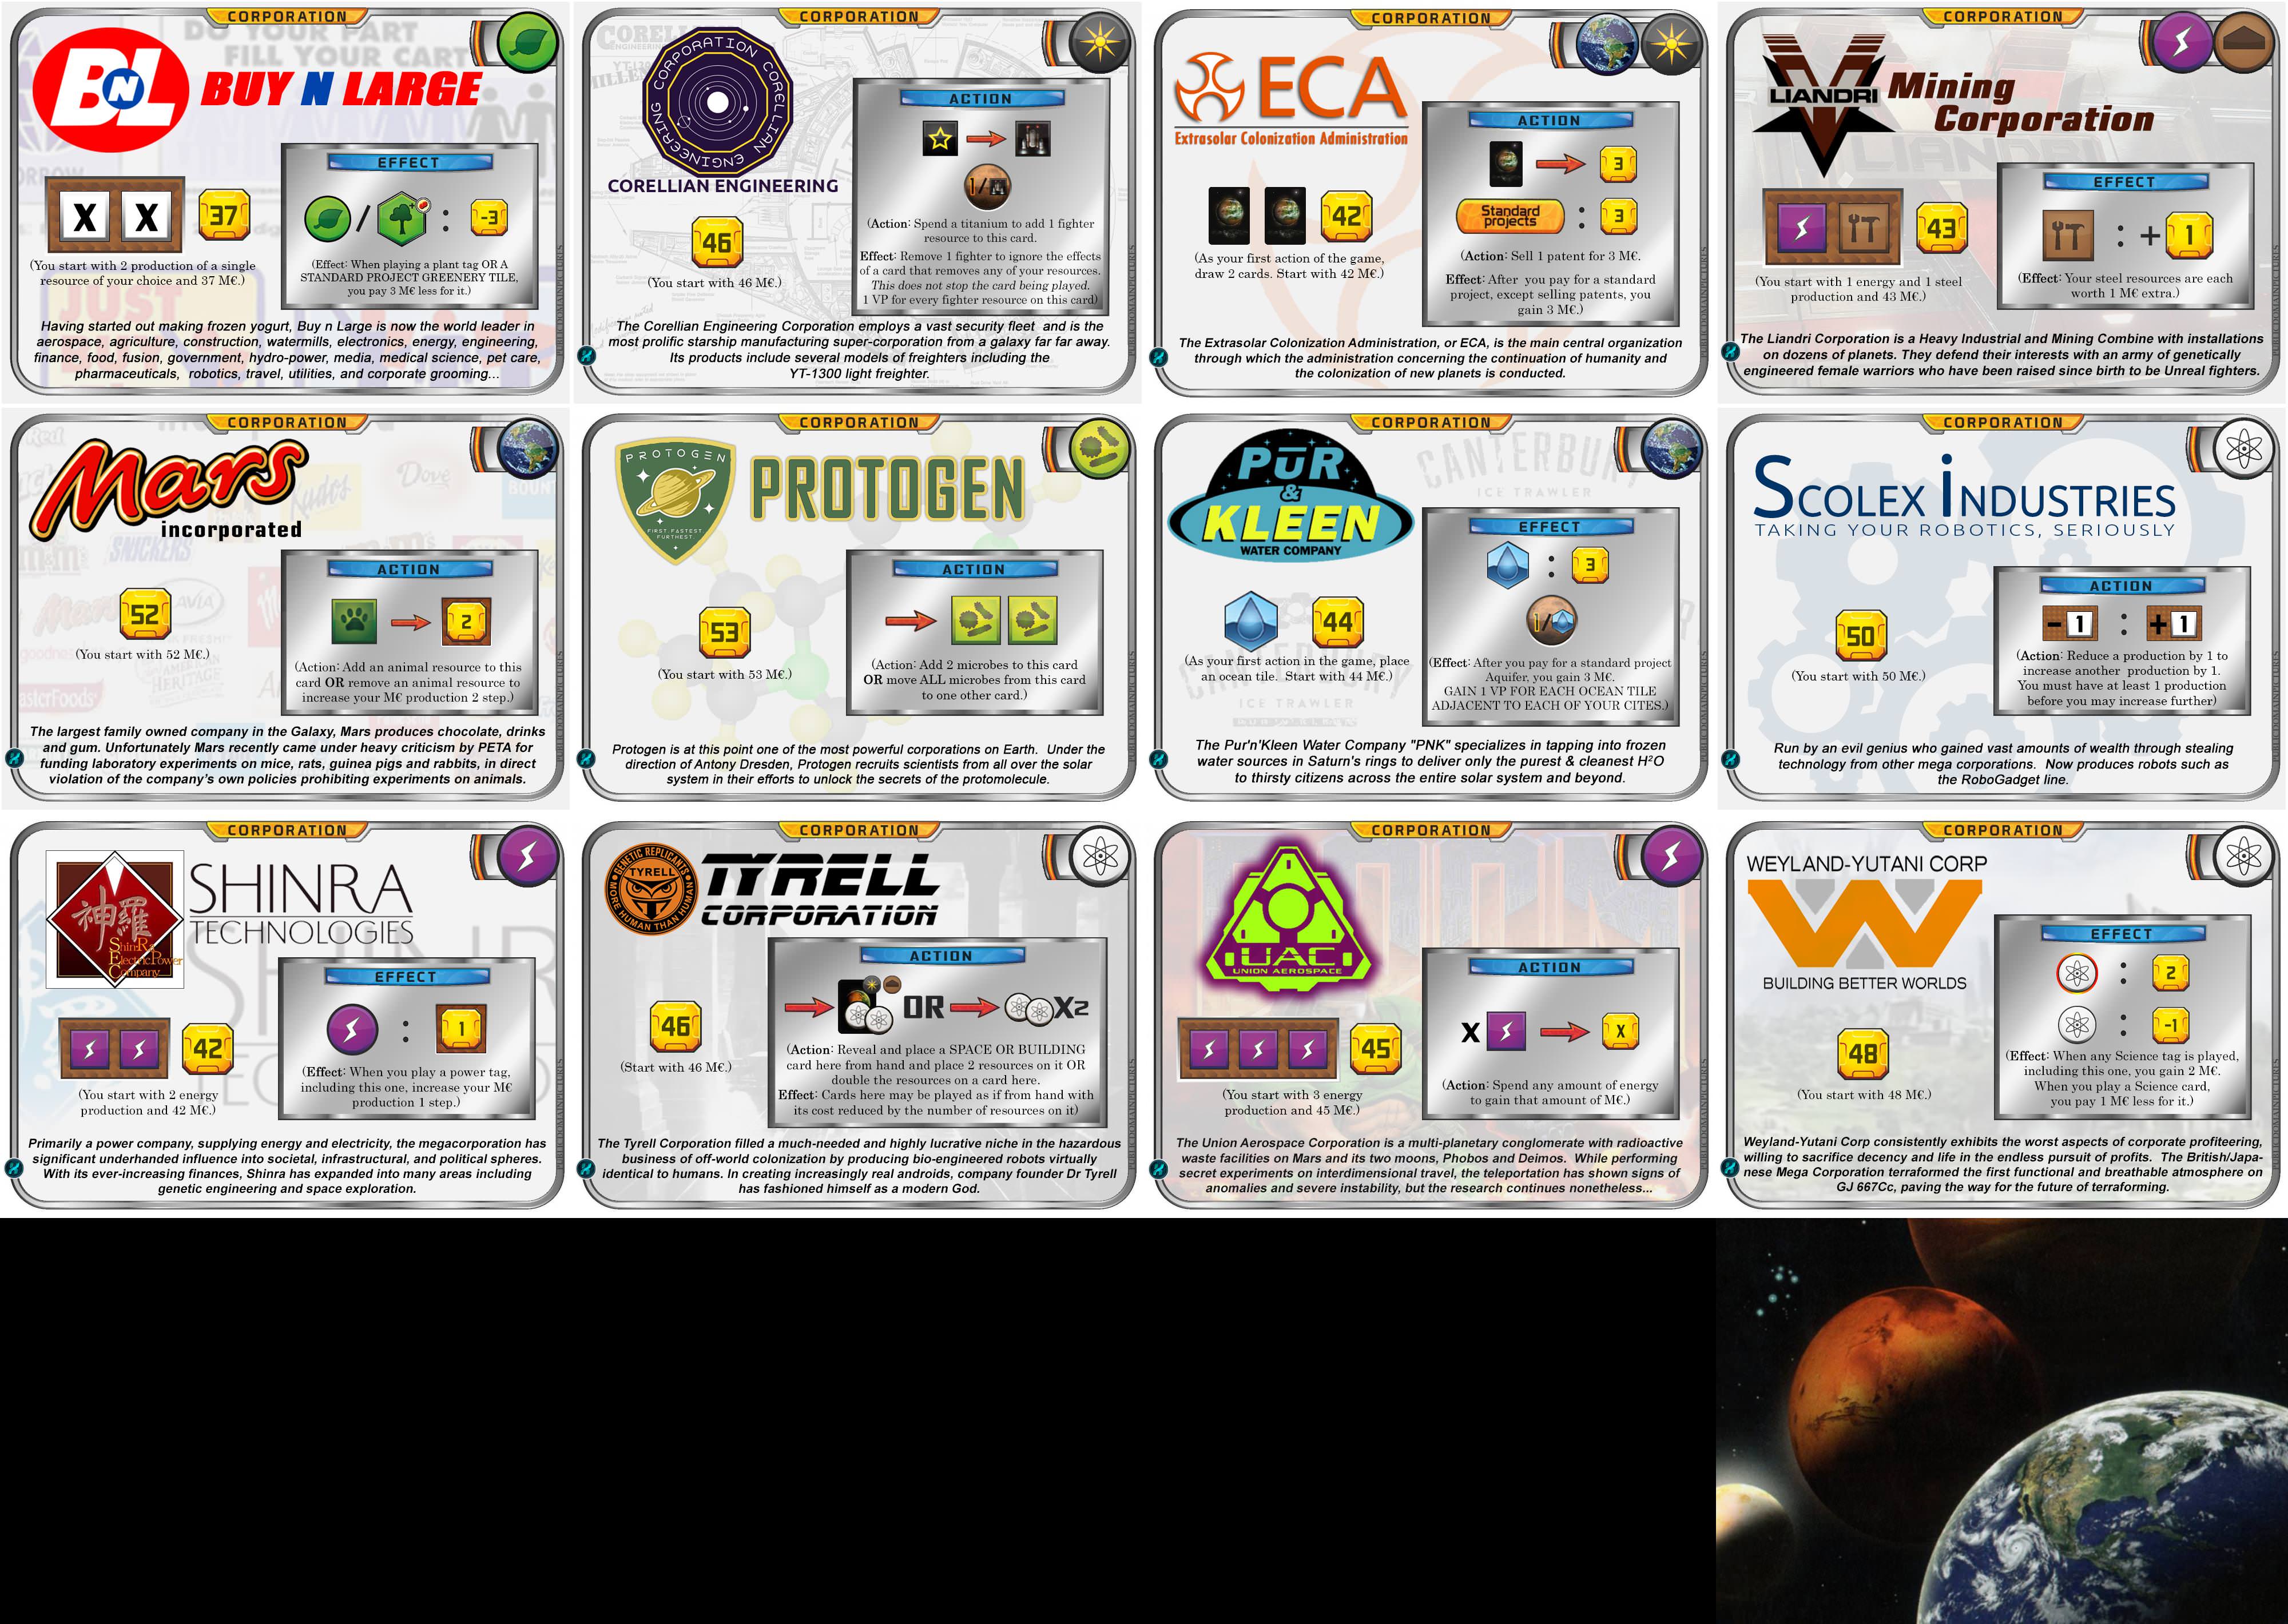 CORPORATION
BNL BUY N LARGE
EFFECT
X X 37
-3
(You start with 2 production of a single
resource of your choice and 37 M€.)
(Effect: When playing a plant tag OR A
STANDARD PROJECT GREENERY TILE,
you pay 3 M€ less for it.)
Having started out making frozen yogurt, Buy n Large is now the world leader in
aerospace, agriculture, construction, watermills, electronics, energy, engineering,
finance, food, fusion, government, hydro-power, media, medical science, pet care,
pharmaceuticals, robotics, travel, utilities, and corporate grooming...
CORPORATION
CORELLIAN ENGINEERING CORPORATION
CORELLIAN ENGINEERING
46
(You start with 46 M€.)
ACTION
1/
(Action: Spend a titanium to add 1 fighter
resource to this card.
Effect: Remove 1 fighter to ignore the effects
of a card that removes any of your resources.
This does not stop the card being played.
1 VP for every fighter resource on this card)
The Corellian Engineering Corporation employs a vast security fleet and is the
most prolific starship manufacturing super-corporation from a galaxy far far away.
Its products include several models of freighters including the
YT-1300 light freighter.
CORPORATION
ECA
Extrasolar Colonization Administration
42
(As your first action of the game,
draw 2 cards. Start with 42 M€.)
ACTION
3
Standard
projects : 3
(Action: Sell 1 patent for 3 M€.
Effect: After you pay for a standard
project, except selling patents, you
gain 3 M€.)
The Extrasolar Colonization Administration, or ECA, is the main central organization
through which the administration concerning the continuation of humanity and
the colonization of new planets is conducted.
CORPORATION
LIANDRI Mining
Corporation
43
(You start with 1 energy and 1 steel
production and 43 M€.)
EFFECT
: + 1
(Effect: Your steel resources are each
worth 1 M€ extra.)
The Liandri Corporation is a Heavy Industrial and Mining Combine with installations
on dozens of planets. They defend their interests with an army of genetically
engineered female warriors who have been raised since birth to be Unreal fighters.
CORPORATION
Mars
incorporated
52
(You start with 52 M€.)
ACTION
2
(Action: Add an animal resource to this
card OR remove an animal resource to
increase your M€ production 2 step.)
The largest family owned company in the Galaxy, Mars produces chocolate, drinks
and gum. Unfortunately Mars recently came under heavy criticism by PETA for
funding laboratory experiments on mice, rats, guinea pigs and rabbits, in direct
violation of the company's own policies prohibiting experiments on animals.
CORPORATION
PROTOGEN
FIRST. FASTEST.
FURTHEST.
PROTOGEN
53
(You start with 53 M€.)
ACTION
(Action: Add 2 microbes to this card
OR move ALL microbes from this card
to one other card.)
Protogen is at this point one of the most powerful corporations on Earth. Under the
direction of Antony Dresden, Protogen recruits scientists from all over the solar
system in their efforts to unlock the secrets of the protomolecule.
CORPORATION
PŪR
&
KLEEN
WATER COMPANY
CANTERBURY
ICE TRAWLER
44
(As your first action in the game, place
an ocean tile. Start with 44 M€.)
EFFECT
: 3
1/
(Effect: After you pay for a standard project
Aquifer, you gain 3 M€.
GAIN 1 VP FOR EACH OCEAN TILE
ADJACENT TO EACH OF YOUR CITES.)
The Pur'n'Kleen Water Company "PNK" specializes in tapping into frozen
water sources in Saturn's rings to deliver only the purest & cleanest H²O
to thirsty citizens across the entire solar system and beyond.
CORPORATION
SCOLEX INDUSTRIES
TAKING YOUR ROBOTICS, SERIOUSLY
50
(You start with 50 M€.)
ACTION
- 1 : + 1
(Action: Reduce a production by 1 to
increase another production by 1.
You must have at least 1 production
before you may increase further)
Run by an evil genius who gained vast amounts of wealth through stealing
technology from other mega corporations. Now produces robots such as
the RoboGadget line.
CORPORATION
神羅
ShinRa
Electric Power
Company
SHINRA
TECHNOLOGIES
42
(You start with 2 energy
production and 42 M€.)
EFFECT
: 1
(Effect: When you play a power tag,
including this one, increase your M€
production 1 step.)
Primarily a power company, supplying energy and electricity, the megacorporation has
significant underhanded influence into societal, infrastructural, and political spheres.
With its ever-increasing finances, Shinra has expanded into many areas including
genetic engineering and space exploration.
CORPORATION
GENETIC REPLICANTS
TYRELL
MORE HUMAN THAN HUMAN
TYRELL
CORPORATION
46
(Start with 46 M€.)
ACTION
OR X2
(Action: Reveal and place a SPACE OR BUILDING
card here from hand and place 2 resources on it OR
double the resources on a card here.
Effect: Cards here may be played as if from hand with
its cost reduced by the number of resources on it)
The Tyrell Corporation filled a much-needed and highly lucrative niche in the hazardous
business of off-world colonization by producing bio-engineered robots virtually
identical to humans. In creating increasingly real androids, company founder Dr Tyrell
has fashioned himself as a modern God.
CORPORATION
UAC
UNION AEROSPACE
45
(You start with 3 energy
production and 45 M€.)
ACTION
X X
(Action: Spend any amount of energy
to gain that amount of M€.)
The Union Aerospace Corporation is a multi-planetary conglomerate with radioactive
waste facilities on Mars and its two moons, Phobos and Deimos. While performing
secret experiments on interdimensional travel, the teleportation has shown signs of
anomalies and severe instability, but the research continues nonetheless...
CORPORATION
WEYLAND-YUTANI CORP
BUILDING BETTER WORLDS
48
(You start with 48 M€.)
EFFECT
: 2
: -1
(Effect: When any Science tag is played,
including this one, you gain 2 M€.
When you play a Science card,
you pay 1 M€ less for it.)
Weyland-Yutani Corp consistently exhibits the worst aspects of corporate profiteering,
willing to sacrifice decency and life in the endless pursuit of profits. The British/Japa-
nese Mega Corporation terraformed the first functional and breathable atmosphere on
GJ 667Cc, paving the way for the future of terraforming.